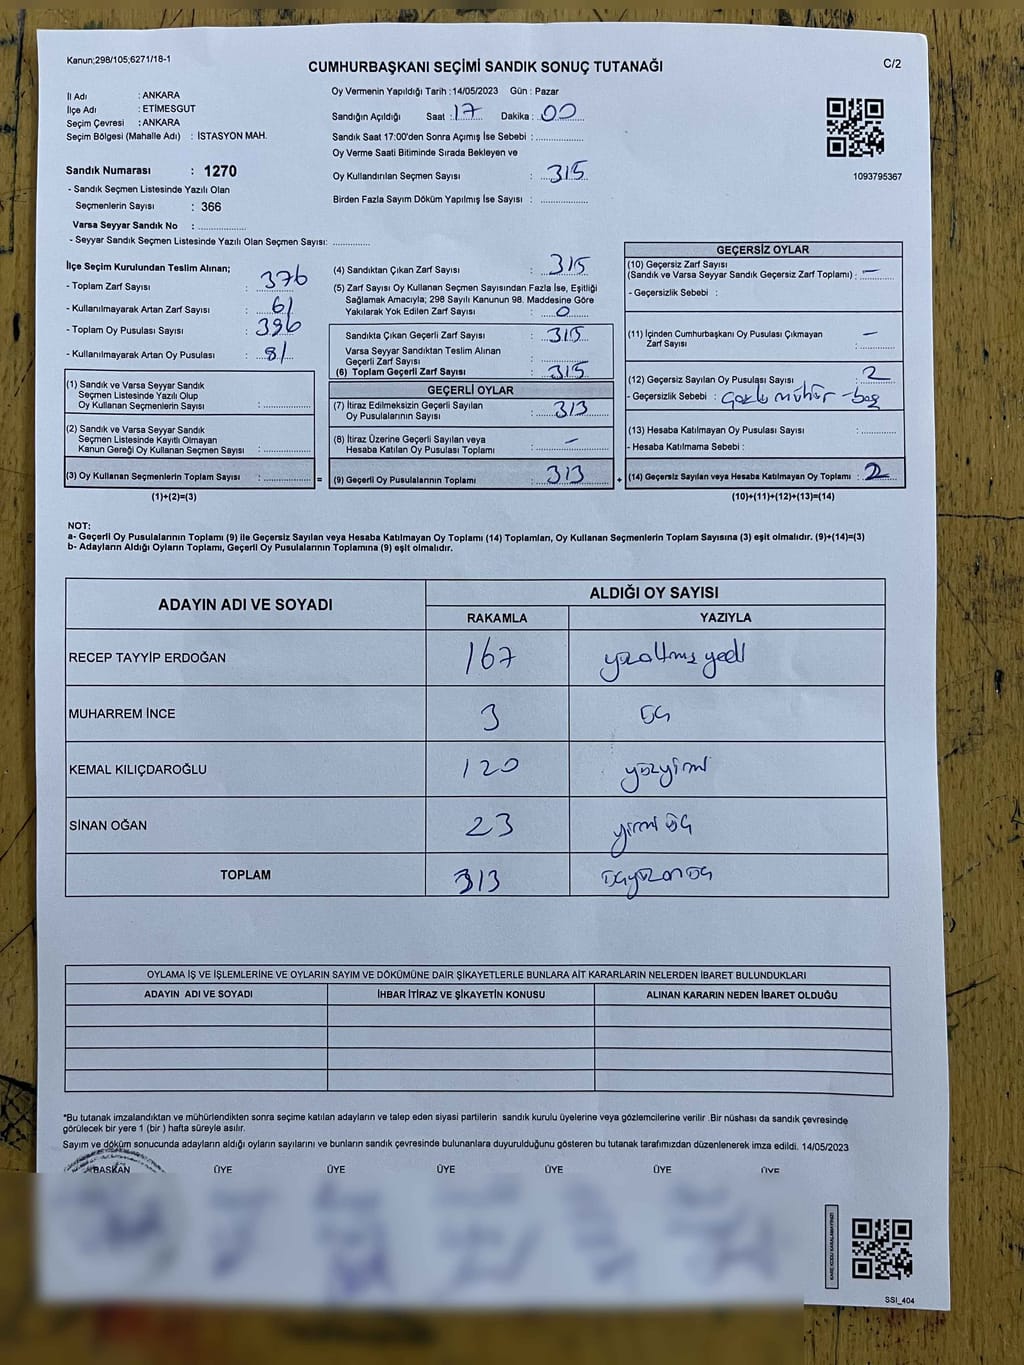 Kanun;298/105;6271/18-1
CUMHURBAŞKANI SEÇİMİ SANDIK SONUÇ TUTANAĞI
C/2
İl Adı : ANKARA
İlçe Adı : ETİMESGUT
Seçim Çevresi : ANKARA
Seçim Bölgesi (Mahalle Adı) : İSTASYON MAH.
Sandık Numarası : 1270
- Sandık Seçmen Listesinde Yazılı Olan
Seçmenlerin Sayısı : 366
Varsa Seyyar Sandık No : ................
- Seyyar Sandık Seçmen Listesinde Yazılı Olan Seçmen Sayısı: ............
Oy Vermenin Yapıldığı Tarih :14/05/2023 Gün : Pazar
Sandığın Açıldığı Saat : 17 Dakika : 00
Sandık Saat 17:00'den Sonra Açımış İse Sebebi : ................
Oy Verme Saati Bitiminde Sırada Bekleyen ve
Oy Kullandırılan Seçmen Sayısı : 315
Birden Fazla Sayım Döküm Yapılmış İse Sayısı : ................
1093795367
İlçe Seçim Kurulundan Teslim Alınan;
- Toplam Zarf Sayısı : 376
- Kullanılmayarak Artan Zarf Sayısı : 61
- Toplam Oy Pusulası Sayısı : 396
- Kullanılmayarak Artan Oy Pusulası : 81
(1) Sandık ve Varsa Seyyar Sandık
Seçmen Listesinde Yazılı Olup
Oy Kullanan Seçmenlerin Sayısı : ................
(2) Sandık ve Varsa Seyyar Sandık
Seçmen Listesinde Kayıtlı Olmayan
Kanun Gereği Oy Kullanan Seçmen Sayısı : ................
(3) Oy Kullanan Seçmenlerin Toplam Sayısı : ................ =
(1)+(2)=(3)
(4) Sandıktan Çıkan Zarf Sayısı : 315
(5) Zarf Sayısı Oy Kullanan Seçmen Sayısından Fazla İse, Eşitliği
Sağlamak Amacıyla; 298 Sayılı Kanunun 98. Maddesine Göre
Yakılarak Yok Edilen Zarf Sayısı : 0
Sandıkta Çıkan Geçerli Zarf Sayısı : 315
Varsa Seyyar Sandıktan Teslim Alınan
Geçerli Zarf Sayısı : ................
(6) Toplam Geçerli Zarf Sayısı : 315
GEÇERLİ OYLAR
(7) İtiraz Edilmeksizin Geçerli Sayılan
Oy Pusulalarının Sayısı : 313
(8) İtiraz Üzerine Geçerli Sayılan veya
Hesaba Katılan Oy Pusulası Toplamı : –
(9) Geçerli Oy Pusulalarının Toplamı : 313 +
GEÇERSİZ OYLAR
(10) Geçersiz Zarf Sayısı
(Sandık ve Varsa Seyyar Sandık Geçersiz Zarf Toplamı) : –
- Geçersizlik Sebebi :
(11) İçinden Cumhurbaşkanı Oy Pusulası Çıkmayan –
Zarf Sayısı : ............
(12) Geçersiz Sayılan Oy Pusulası Sayısı : 2
- Geçersizlik Sebebi : mühür - boş
(13) Hesaba Katılmayan Oy Pusulası Sayısı : ............
- Hesaba Katılmama Sebebi :
(14) Geçersiz Sayılan veya Hesaba Katılmayan Oy Toplamı : 2
(10)+(11)+(12)+(13)=(14)
NOT:
a- Geçerli Oy Pusulalarının Toplamı (9) ile Geçersiz Sayılan veya Hesaba Katılmayan Oy Toplamı (14) Toplamları, Oy Kullanan Seçmenlerin Toplam Sayısına (3) eşit olmalıdır. (9)+(14)=(3)
b- Adayların Aldığı Oyların Toplamı, Geçerli Oy Pusulalarının Toplamına (9) eşit olmalıdır.
ADAYIN ADI VE SOYADI
ALDIĞI OY SAYISI
RAKAMLA YAZIYLA
RECEP TAYYİP ERDOĞAN 167 yüzaltmış yedi
MUHARREM İNCE 3 üç
KEMAL KILIÇDAROĞLU 120 yüzyirmi
SİNAN OĞAN 23 yirmi üç
TOPLAM 313 üçyüzonüç
OYLAMA İŞ VE İŞLEMLERİNE VE OYLARIN SAYIM VE DÖKÜMÜNE DAİR ŞİKAYETLERLE BUNLARA AİT KARARLARIN NELERDEN İBARET BULUNDUKLARI
ADAYIN ADI VE SOYADI İHBAR İTİRAZ VE ŞİKAYETİN KONUSU ALINAN KARARIN NEDEN İBARET OLDUĞU
*Bu tutanak imzalandıktan ve mühürlendikten sonra seçime katılan adayların ve talep eden siyasi partilerin sandık kurulu üyelerine veya gözlemcilerine verilir .Bir nüshası da sandık çevresinde
görülecek bir yere 1 (bir ) hafta süreyle asılır.
Sayım ve döküm sonucunda adayların aldığı oyların sayılarını ve bunların sandık çevresinde bulunanlara duyurulduğunu gösteren bu tutanak tarafımızdan düzenlenerek imza edildi. 14/05/2023
BAŞKAN ÜYE ÜYE ÜYE ÜYE ÜYE ÜYE
KARE KODU KARALAMAYINIZ!
SSI_404